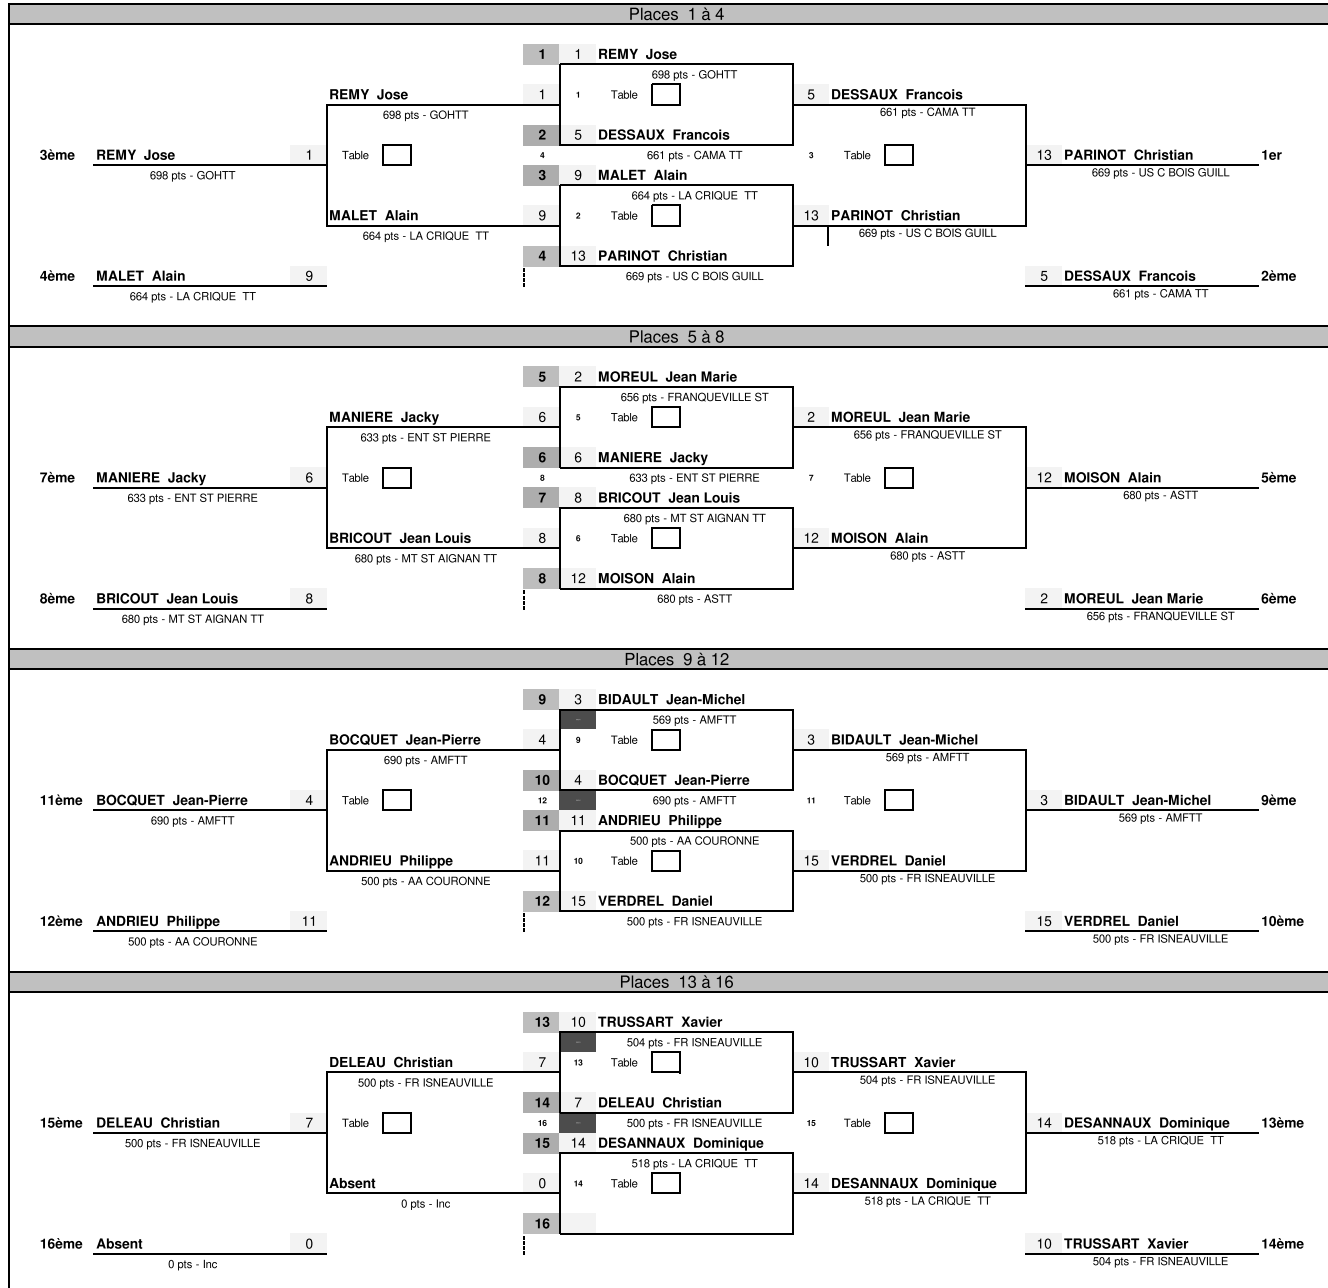 Places 1 à 4
1 1 REMY Jose
698 pts - GOHTT
REMY Jose 1 1 Table 5 DESSAUX Francois
698 pts - GOHTT 661 pts - CAMA TT
2 5 DESSAUX Francois
3ème REMY Jose 1 Table 4 661 pts - CAMA TT 3 Table 13 PARINOT Christian 1er
698 pts - GOHTT 3 9 MALET Alain 669 pts - US C BOIS GUILL
664 pts - LA CRIQUE TT
MALET Alain 9 2 Table 13 PARINOT Christian
664 pts - LA CRIQUE TT 669 pts - US C BOIS GUILL
4 13 PARINOT Christian
4ème MALET Alain 9 669 pts - US C BOIS GUILL 5 DESSAUX Francois 2ème
664 pts - LA CRIQUE TT 661 pts - CAMA TT
Places 5 à 8
5 2 MOREUL Jean Marie
656 pts - FRANQUEVILLE ST
MANIERE Jacky 6 5 Table 2 MOREUL Jean Marie
633 pts - ENT ST PIERRE 656 pts - FRANQUEVILLE ST
6 6 MANIERE Jacky
7ème MANIERE Jacky 6 Table 8 633 pts - ENT ST PIERRE 7 Table 12 MOISON Alain 5ème
633 pts - ENT ST PIERRE 7 8 BRICOUT Jean Louis 680 pts - ASTT
680 pts - MT ST AIGNAN TT
BRICOUT Jean Louis 8 6 Table 12 MOISON Alain
680 pts - MT ST AIGNAN TT 680 pts - ASTT
8 12 MOISON Alain
8ème BRICOUT Jean Louis 8 680 pts - ASTT 2 MOREUL Jean Marie 6ème
680 pts - MT ST AIGNAN TT 656 pts - FRANQUEVILLE ST
Places 9 à 12
9 3 BIDAULT Jean-Michel
- 569 pts - AMFTT
BOCQUET Jean-Pierre 4 9 Table 3 BIDAULT Jean-Michel
690 pts - AMFTT 569 pts - AMFTT
10 4 BOCQUET Jean-Pierre
11ème BOCQUET Jean-Pierre 4 Table 12 - 690 pts - AMFTT 11 Table 3 BIDAULT Jean-Michel 9ème
690 pts - AMFTT 11 11 ANDRIEU Philippe 569 pts - AMFTT
500 pts - AA COURONNE
ANDRIEU Philippe 11 10 Table 15 VERDREL Daniel
500 pts - AA COURONNE 500 pts - FR ISNEAUVILLE
12 15 VERDREL Daniel
12ème ANDRIEU Philippe 11 500 pts - FR ISNEAUVILLE 15 VERDREL Daniel 10ème
500 pts - AA COURONNE 500 pts - FR ISNEAUVILLE
Places 13 à 16
13 10 TRUSSART Xavier
- 504 pts - FR ISNEAUVILLE
DELEAU Christian 7 13 Table 10 TRUSSART Xavier
500 pts - FR ISNEAUVILLE 504 pts - FR ISNEAUVILLE
14 7 DELEAU Christian
15ème DELEAU Christian 7 Table 16 - 500 pts - FR ISNEAUVILLE 15 Table 14 DESANNAUX Dominique 13ème
500 pts - FR ISNEAUVILLE 15 14 DESANNAUX Dominique 518 pts - LA CRIQUE TT
518 pts - LA CRIQUE TT
Absent 0 14 Table 14 DESANNAUX Dominique
0 pts - Inc 518 pts - LA CRIQUE TT
16
16ème Absent 0 10 TRUSSART Xavier 14ème
0 pts - Inc 504 pts - FR ISNEAUVILLE